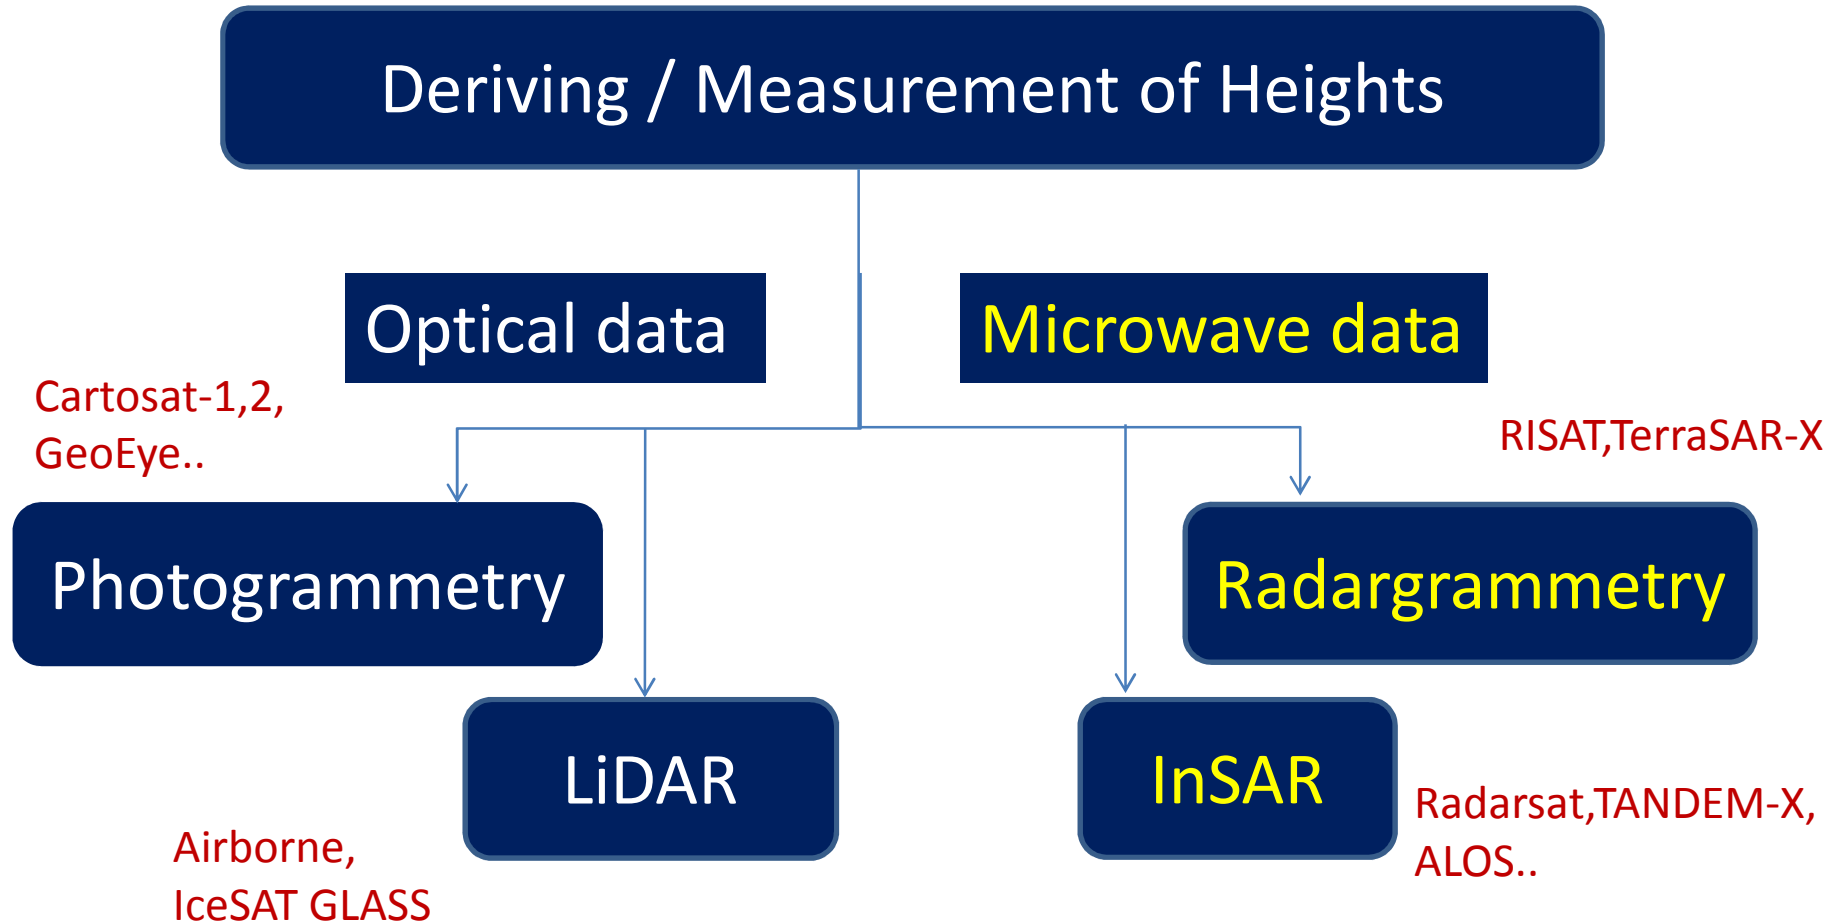 Deriving / Measurement of Heights
Optical data
Microwave data
Cartosat-1,2,
GeoEye..
RISAT,TerraSAR-X
Photogrammetry
Radargrammetry
LiDAR
InSAR
Airborne,
IceSAT GLASS
Radarsat,TANDEM-X,
ALOS..